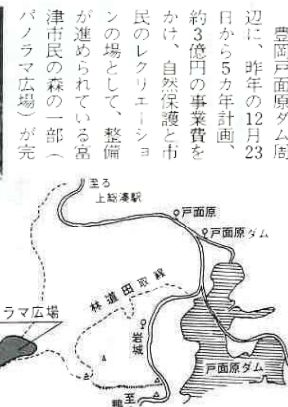 豊岡戸面原ダム周
辺に、昨年の12月23
日から5カ年計画、
約3億円の事業費を
かけ、自然保護と市
民のレクリエーショ
ンの場として、整備
が進められている富
津市民の森の一部（
パノラマ広場）が完
至る
上総湊駅
戸面原
戸面原ダム
林道田取線
城岩
戸面原ダム
ラマ広場
至
鴨